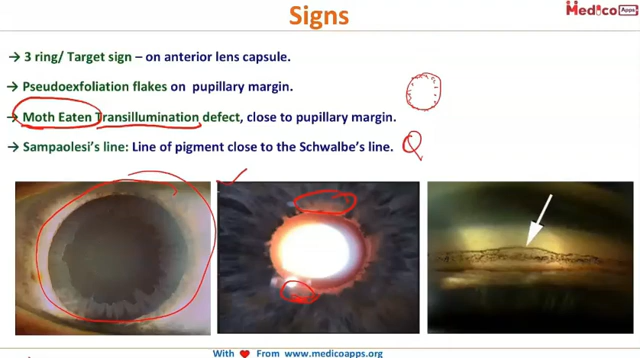 Signs
Medico Apps
→ 3 ring/ Target sign – on anterior lens capsule.
→ Pseudoexfoliation flakes on pupillary margin.
→ Moth Eaten Transillumination defect, close to pupillary margin.
→ Sampaolesi's line: Line of pigment close to the Schwalbe's line.
With From www.medicoapps.org